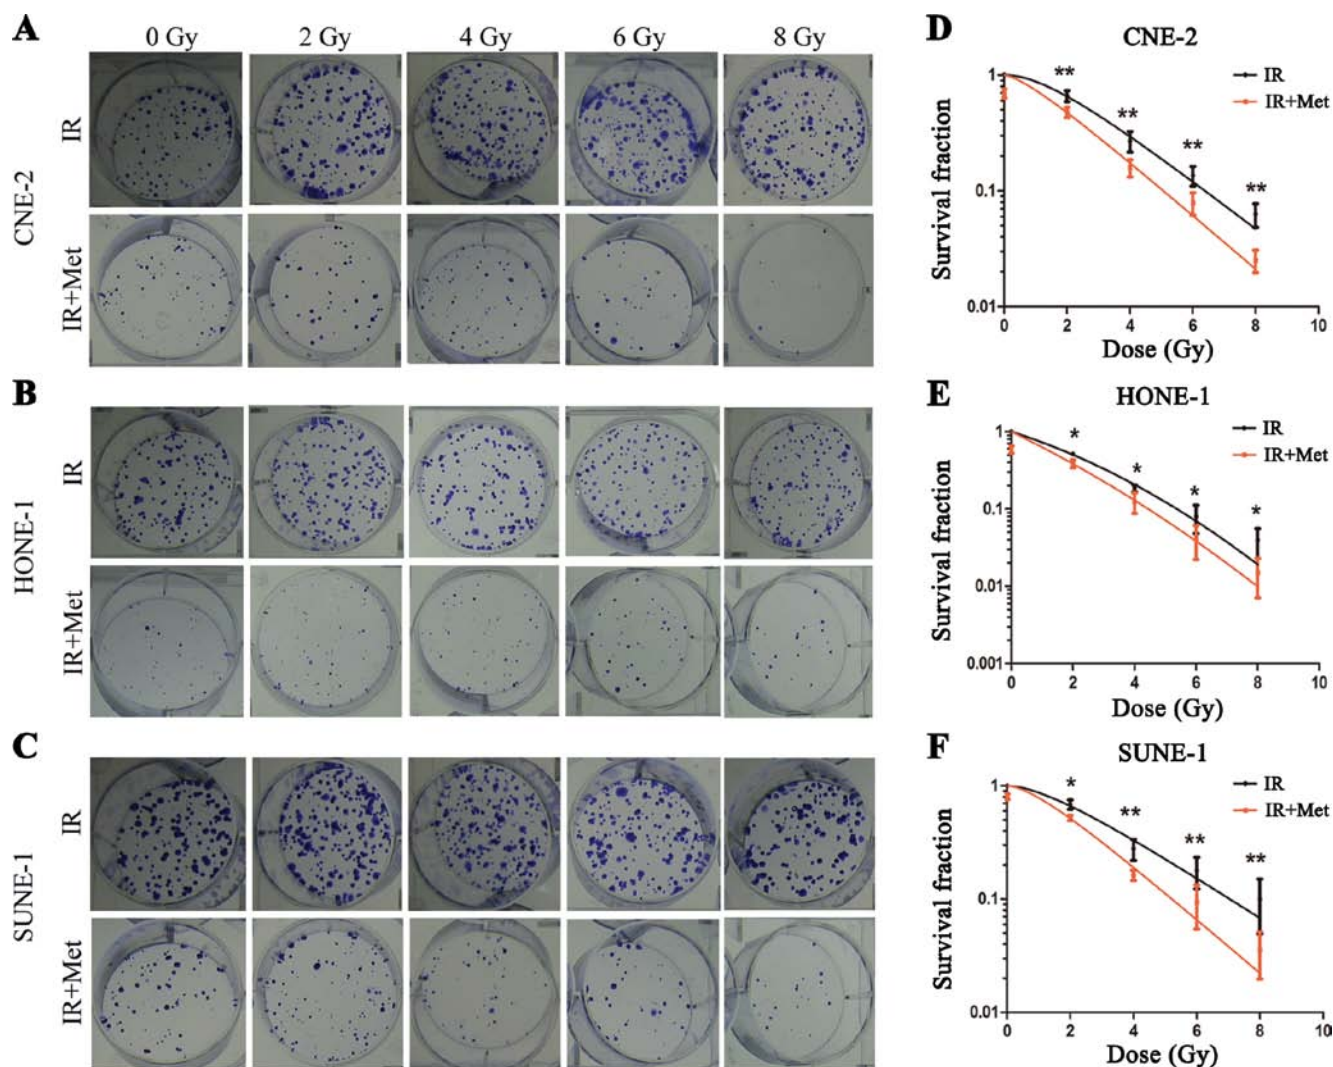 A
0 Gy 2 Gy 4 Gy 6 Gy 8 Gy
CNE-2
IR
IR+Met
B
HONE-1
IR
IR+Met
C
SUNE-1
IR
IR+Met
D
CNE-2
IR
IR+Met
** ** ** **
Survival fraction
1
0.1
0.01
0 2 4 6 8 10
Dose (Gy)
E
HONE-1
IR
IR+Met
* * * *
Survival fraction
1
0.1
0.01
0.001
0 2 4 6 8 10
Dose (Gy)
F
SUNE-1
IR
IR+Met
* ** ** **
Survival fraction
1
0.1
0.01
0 2 4 6 8 10
Dose (Gy)